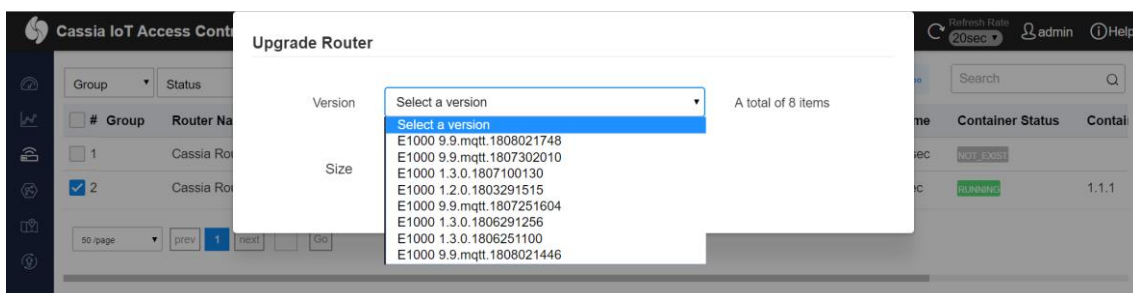 Cassia IoT Access Contr
Refresh Rate
20sec
admin
Help
Upgrade Router
Group
Status
Search
Version
Select a version
A total of 8 items
Select a version
E1000 9.9.mqtt.1808021748
E1000 9.9.mqtt.1807302010
E1000 1.3.0.1807100130
E1000 1.2.0.1803291515
E1000 9.9.mqtt.1807251604
E1000 1.3.0.1806291256
E1000 1.3.0.1806251100
E1000 9.9.mqtt.1808021446
Size
# Group
Router Na
me
Container Status
Contai
1
Cassia Rou
sec
NOT_EXIST
2
Cassia Rou
ec
RUNNING
1.1.1
50 /page
prev
1
next
Go